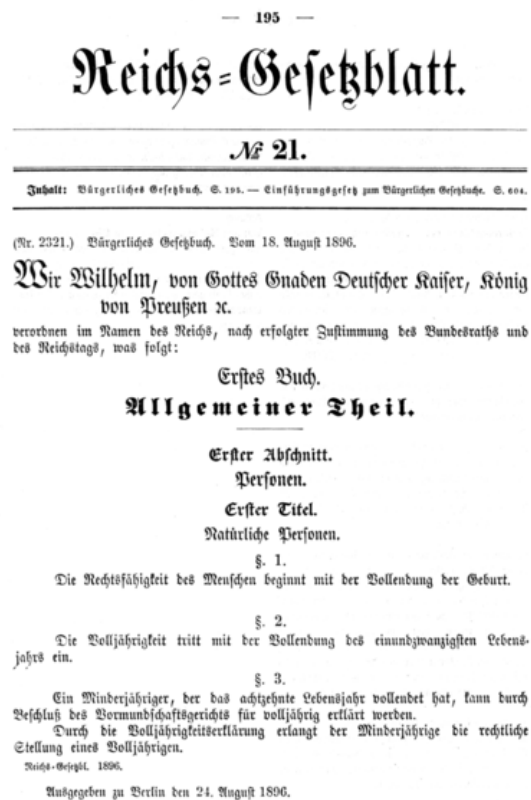 — 195 —
Reichs-Gesetzblatt.
№ 21.
Inhalt: Bürgerliches Gesetzbuch. S. 195. — Einführungsgesetz zum Bürgerlichen Gesetzbuche. S. 604.
(Nr. 2321.) Bürgerliches Gesetzbuch. Vom 18. August 1896.
Wir Wilhelm, von Gottes Gnaden Deutscher Kaiser, König
von Preußen ꝛc.
verordnen im Namen des Reichs, nach erfolgter Zustimmung des Bundesraths und
des Reichstags, was folgt:
Erstes Buch.
Allgemeiner Theil.
Erster Abschnitt.
Personen.
Erster Titel.
Natürliche Personen.
§. 1.
Die Rechtsfähigkeit des Menschen beginnt mit der Vollendung der Geburt.
§. 2.
Die Volljährigkeit tritt mit der Vollendung des einundzwanzigsten Lebens-
jahrs ein.
§. 3.
Ein Minderjähriger, der das achtzehnte Lebensjahr vollendet hat, kann durch
Beschluß des Vormundschaftsgerichts für volljährig erklärt werden.
Durch die Volljährigkeitserklärung erlangt der Minderjährige die rechtliche
Stellung eines Volljährigen.
Reichs-Gesetzbl. 1896.
Ausgegeben zu Berlin den 24. August 1896.